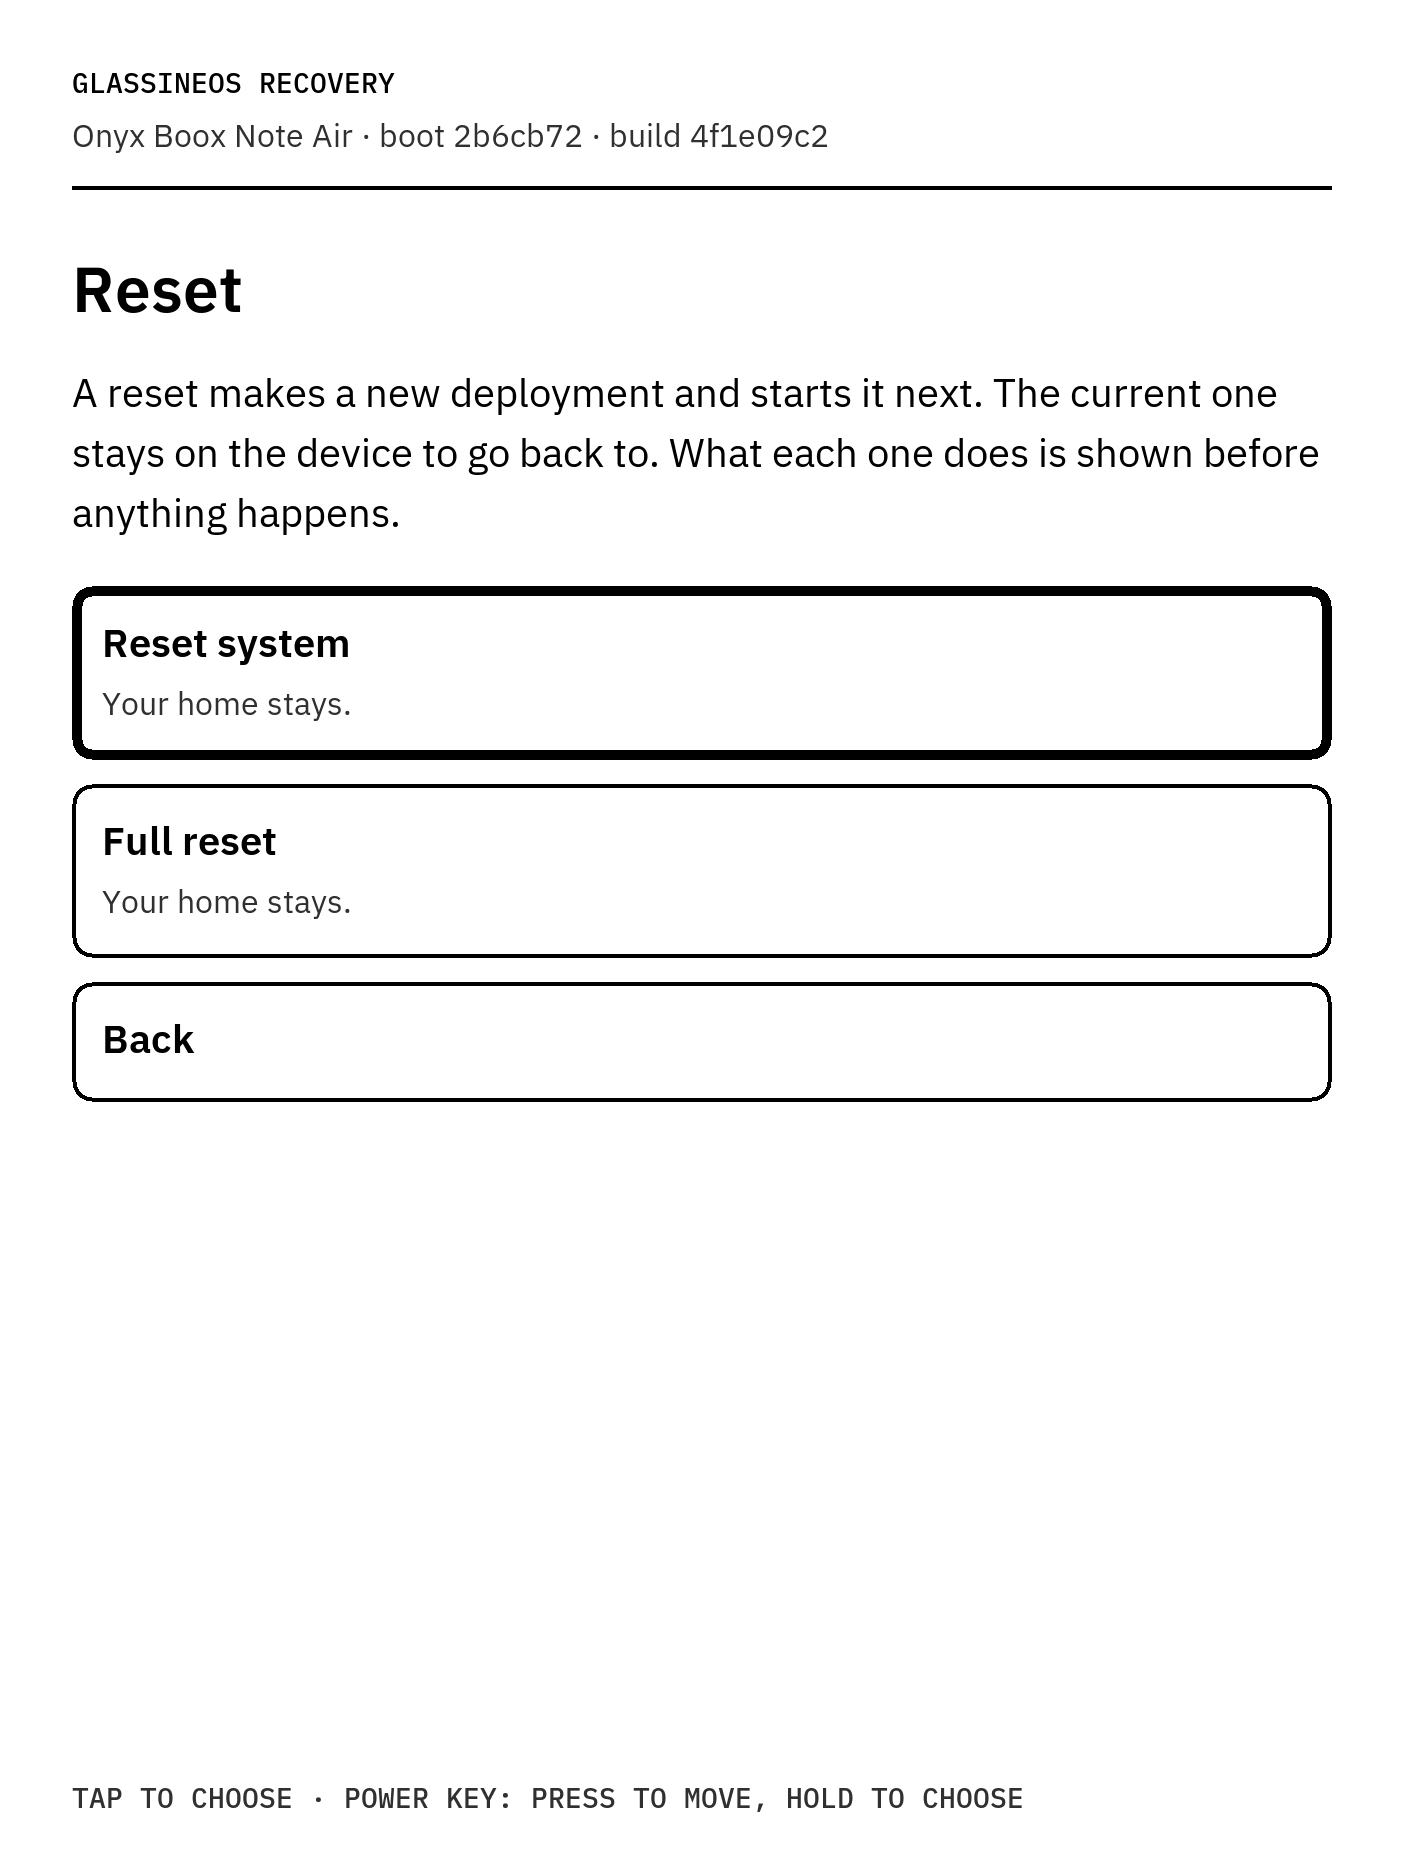 GLASSINEOS RECOVERY
Onyx Boox Note Air · boot 2b6cb72 · build 4f1e09c2
Reset
A reset makes a new deployment and starts it next. The current one
stays on the device to go back to. What each one does is shown before
anything happens.
Reset system
Your home stays.
Full reset
Your home stays.
Back
TAP TO CHOOSE · POWER KEY: PRESS TO MOVE, HOLD TO CHOOSE